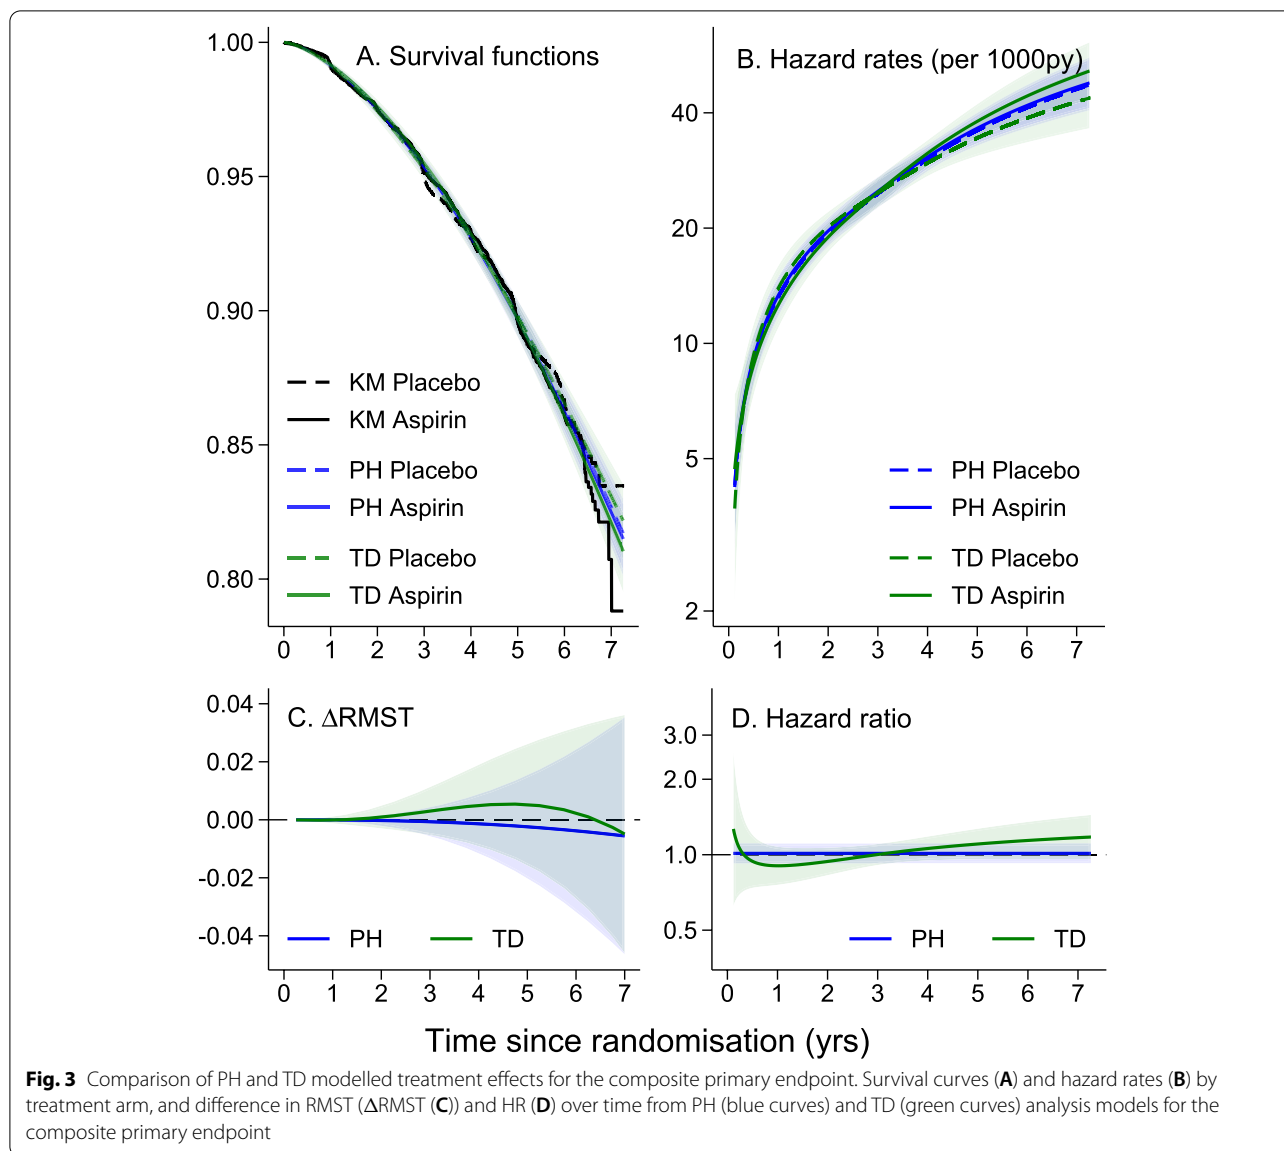 A. Survival functions
1.00
0.95
0.90
0.85
0.80
KM Placebo
KM Aspirin
PH Placebo
PH Aspirin
TD Placebo
TD Aspirin
0 1 2 3 4 5 6 7
B. Hazard rates (per 1000py)
40
20
10
5
2
PH Placebo
PH Aspirin
TD Placebo
TD Aspirin
0 1 2 3 4 5 6 7
C. ΔRMST
0.04
0.02
0.00
-0.02
-0.04
PH TD
0 1 2 3 4 5 6 7
D. Hazard ratio
3.0
2.0
1.0
0.5
PH TD
0 1 2 3 4 5 6 7
Time since randomisation (yrs)
Fig. 3 Comparison of PH and TD modelled treatment effects for the composite primary endpoint. Survival curves (A) and hazard rates (B) by
treatment arm, and difference in RMST (ΔRMST (C)) and HR (D) over time from PH (blue curves) and TD (green curves) analysis models for the
composite primary endpoint